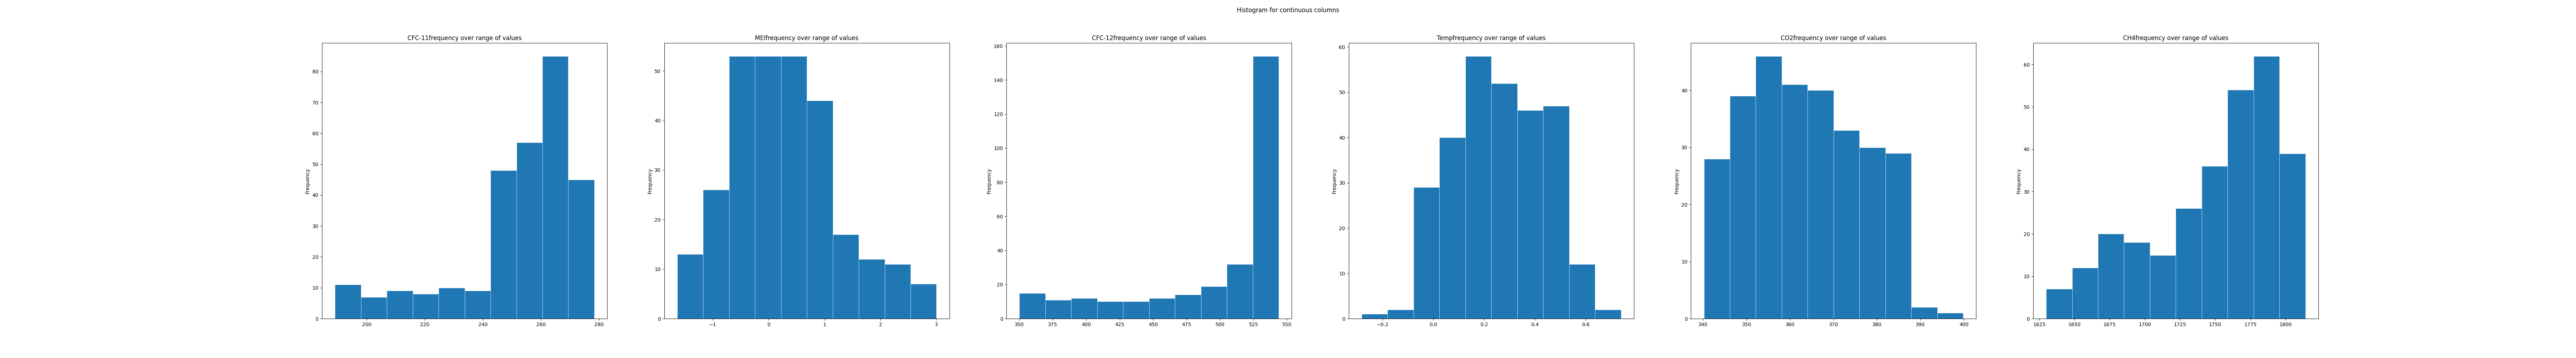 Histogram for continuous columns
CFC-11frequency over range of values
MEIfrequency over range of values
CFC-12frequency over range of values
Tempfrequency over range of values
CO2frequency over range of values
CH4frequency over range of values
Frequency
80
70
60
50
40
30
20
10
0
200 220 240 260 280
Frequency
50
40
30
20
10
0
−1 0 1 2 3
Frequency
160
140
120
100
80
60
40
20
0
350 375 400 425 450 475 500 525 550
Frequency
60
50
40
30
20
10
0
−0.2 0.0 0.2 0.4 0.6
Frequency
40
30
20
10
0
340 350 360 370 380 390 400
Frequency
60
50
40
30
20
10
0
1625 1650 1675 1700 1725 1750 1775 1800